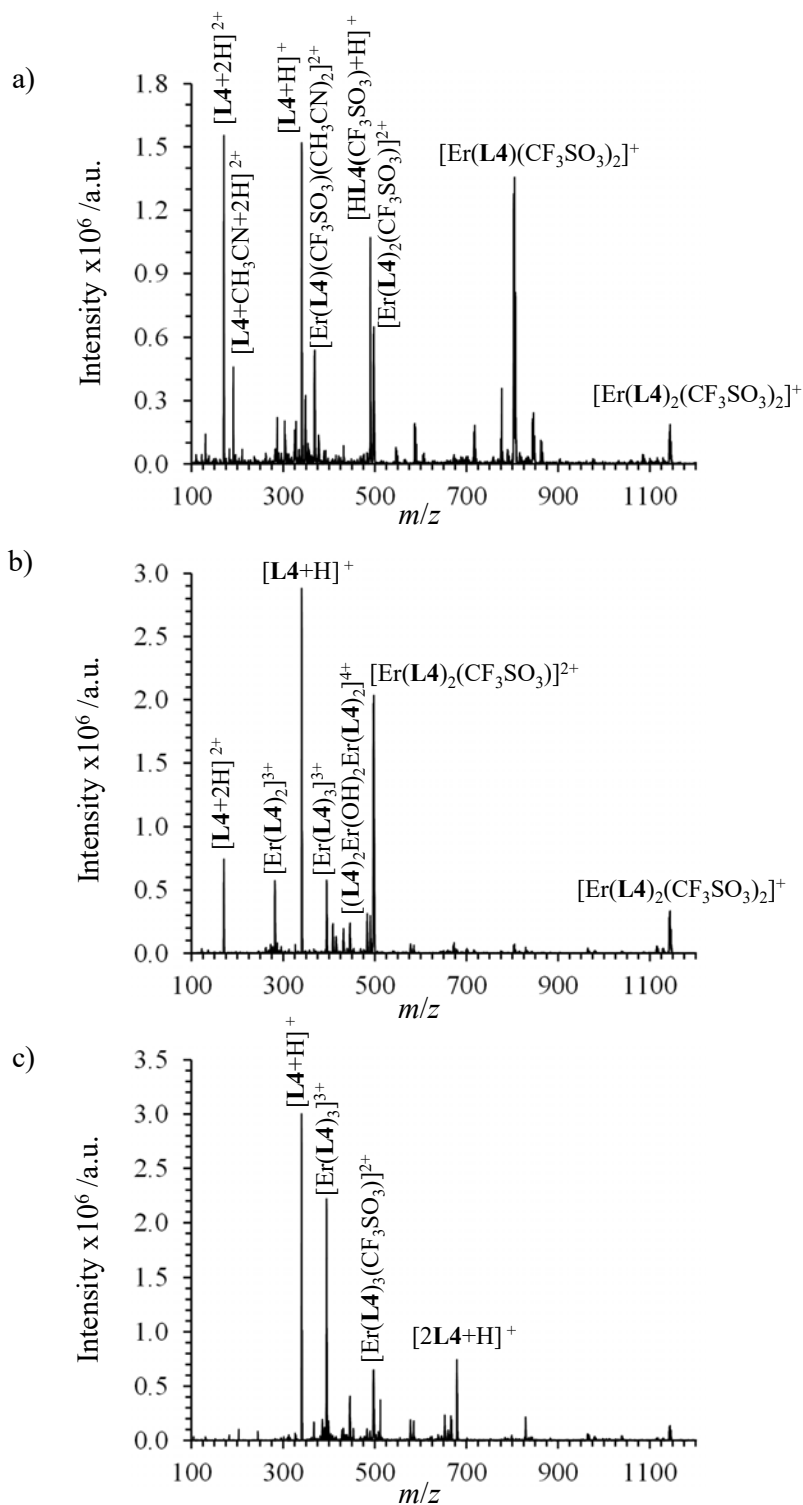 a)
[L4+2H]²⁺
[L4+CH₃CN+2H]²⁺
[L4+H]⁺
[Er(L4)(CF₃SO₃)(CH₃CN)₂]²⁺
[HL4(CF₃SO₃)+H]⁺
[Er(L4)₂(CF₃SO₃)]²⁺
[Er(L4)(CF₃SO₃)₂]⁺
[Er(L4)₂(CF₃SO₃)₂]⁺
Intensity x10⁶ /a.u.
1.8
1.5
1.2
0.9
0.6
0.3
0.0
100 300 500 700 900 1100
m/z
b)
[L4+H]⁺
[L4+2H]²⁺
[Er(L4)₂]³⁺
[Er(L4)₃]³⁺
[(L4)₂Er(OH)₂Er(L4)₂]⁴⁺
[Er(L4)₂(CF₃SO₃)]²⁺
[Er(L4)₂(CF₃SO₃)₂]⁺
Intensity x10⁶ /a.u.
3.0
2.5
2.0
1.5
1.0
0.5
0.0
100 300 500 700 900 1100
m/z
c)
[L4+H]⁺
[Er(L4)₃]³⁺
[Er(L4)₃(CF₃SO₃)]²⁺
[2L4+H]⁺
Intensity x10⁶ /a.u.
3.5
3.0
2.5
2.0
1.5
1.0
0.5
0.0
100 300 500 700 900 1100
m/z